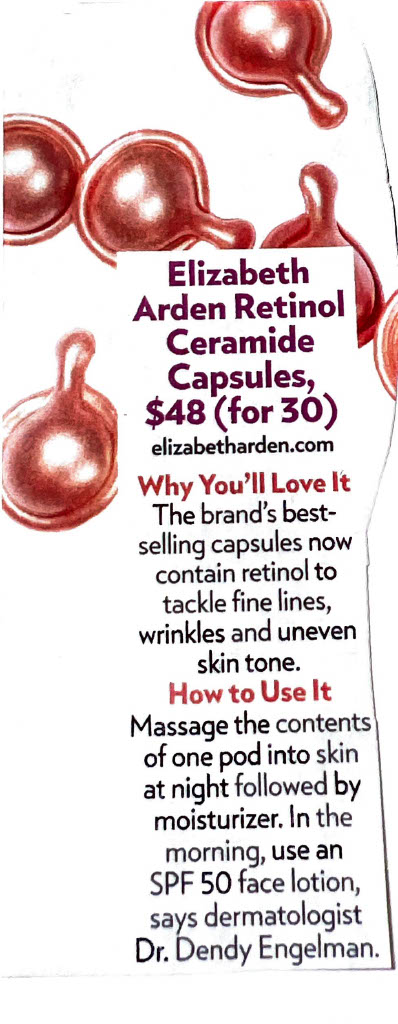 Elizabeth
Arden Retinol
Ceramide
Capsules,
$48 (for 30)
elizabetharden.com
Why You'll Love It
The brand's best-
selling capsules now
contain retinol to
tackle fine lines,
wrinkles and uneven
skin tone.
How to Use It
Massage the contents
of one pod into skin
at night followed by
moisturizer. In the
morning, use an
SPF 50 face lotion,
says dermatologist
Dr. Dendy Engelman.